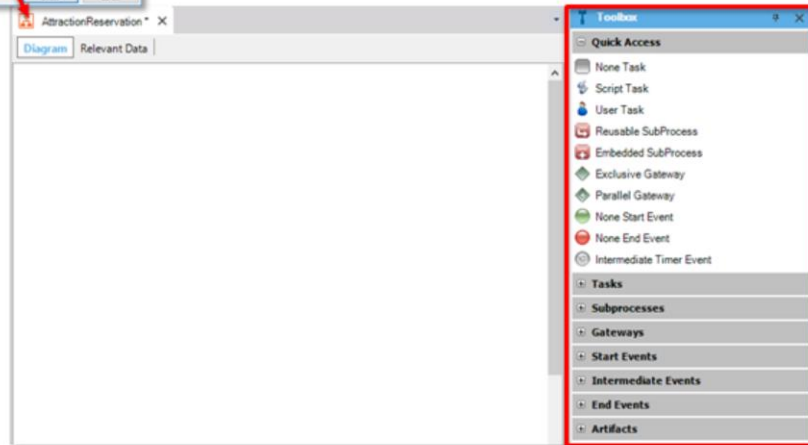 AttractionReservation *
Diagram Relevant Data
Toolbox
Quick Access
None Task
Script Task
User Task
Reusable SubProcess
Embedded SubProcess
Exclusive Gateway
Parallel Gateway
None Start Event
None End Event
Intermediate Timer Event
Tasks
Subprocesses
Gateways
Start Events
Intermediate Events
End Events
Artifacts